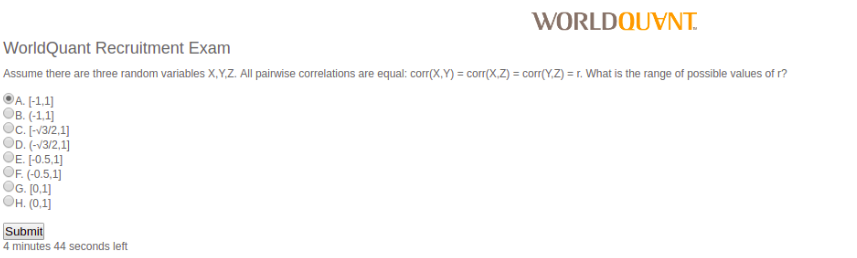 WORLDQUANT
WorldQuant Recruitment Exam
Assume there are three random variables X,Y,Z. All pairwise correlations are equal: corr(X,Y) = corr(X,Z) = corr(Y,Z) = r. What is the range of possible values of r?
A. [-1,1]
B. (-1,1]
C. [-√3/2,1]
D. (-√3/2,1]
E. [-0.5,1]
F. (-0.5,1]
G. [0,1]
H. (0,1]
Submit
4 minutes 44 seconds left